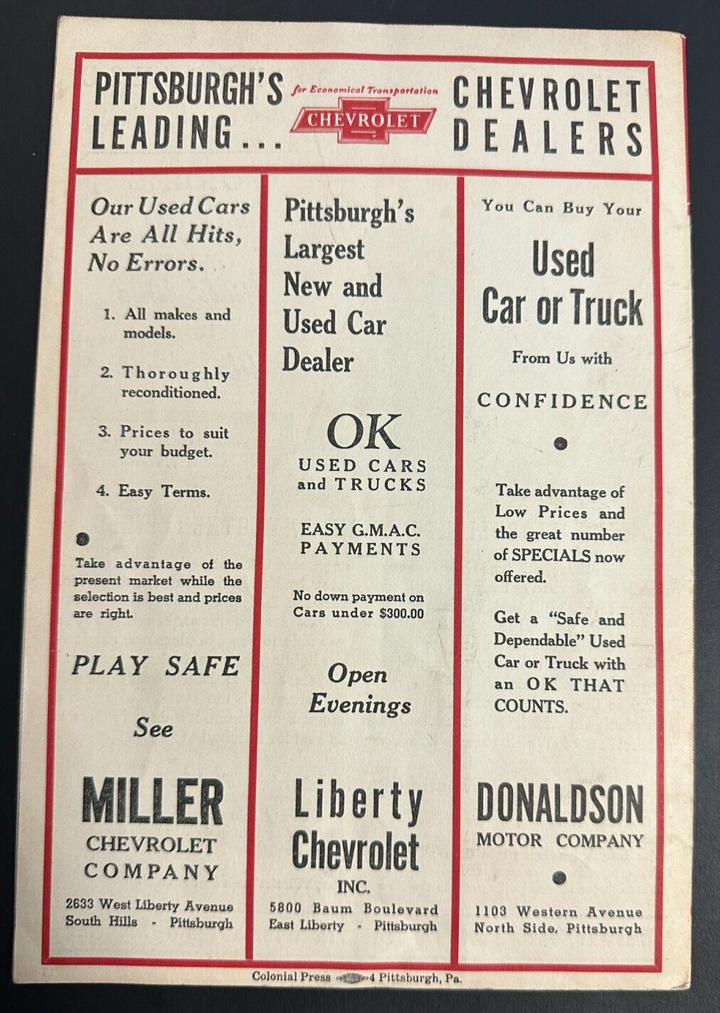 PITTSBURGH'S
LEADING...
for Economical Transportation
CHEVROLET
CHEVROLET
DEALERS
Our Used Cars
Are All Hits,
No Errors.
1. All makes and
models.
2. Thoroughly
reconditioned.
3. Prices to suit
your budget.
4. Easy Terms.
Take advantage of the
present market while the
selection is best and prices
are right.
PLAY SAFE
See
MILLER
CHEVROLET
COMPANY
2633 West Liberty Avenue
South Hills - Pittsburgh
Pittsburgh's
Largest
New and
Used Car
Dealer
OK
USED CARS
and TRUCKS
EASY G.M.A.C.
PAYMENTS
No down payment on
Cars under $300.00
Open
Evenings
Liberty
Chevrolet
INC.
5800 Baum Boulevard
East Liberty - Pittsburgh
You Can Buy Your
Used
Car or Truck
From Us with
CONFIDENCE
Take advantage of
Low Prices and
the great number
of SPECIALS now
offered.
Get a "Safe and
Dependable" Used
Car or Truck with
an OK THAT
COUNTS.
DONALDSON
MOTOR COMPANY
1103 Western Avenue
North Side, Pittsburgh
Colonial Press 4 Pittsburgh, Pa.